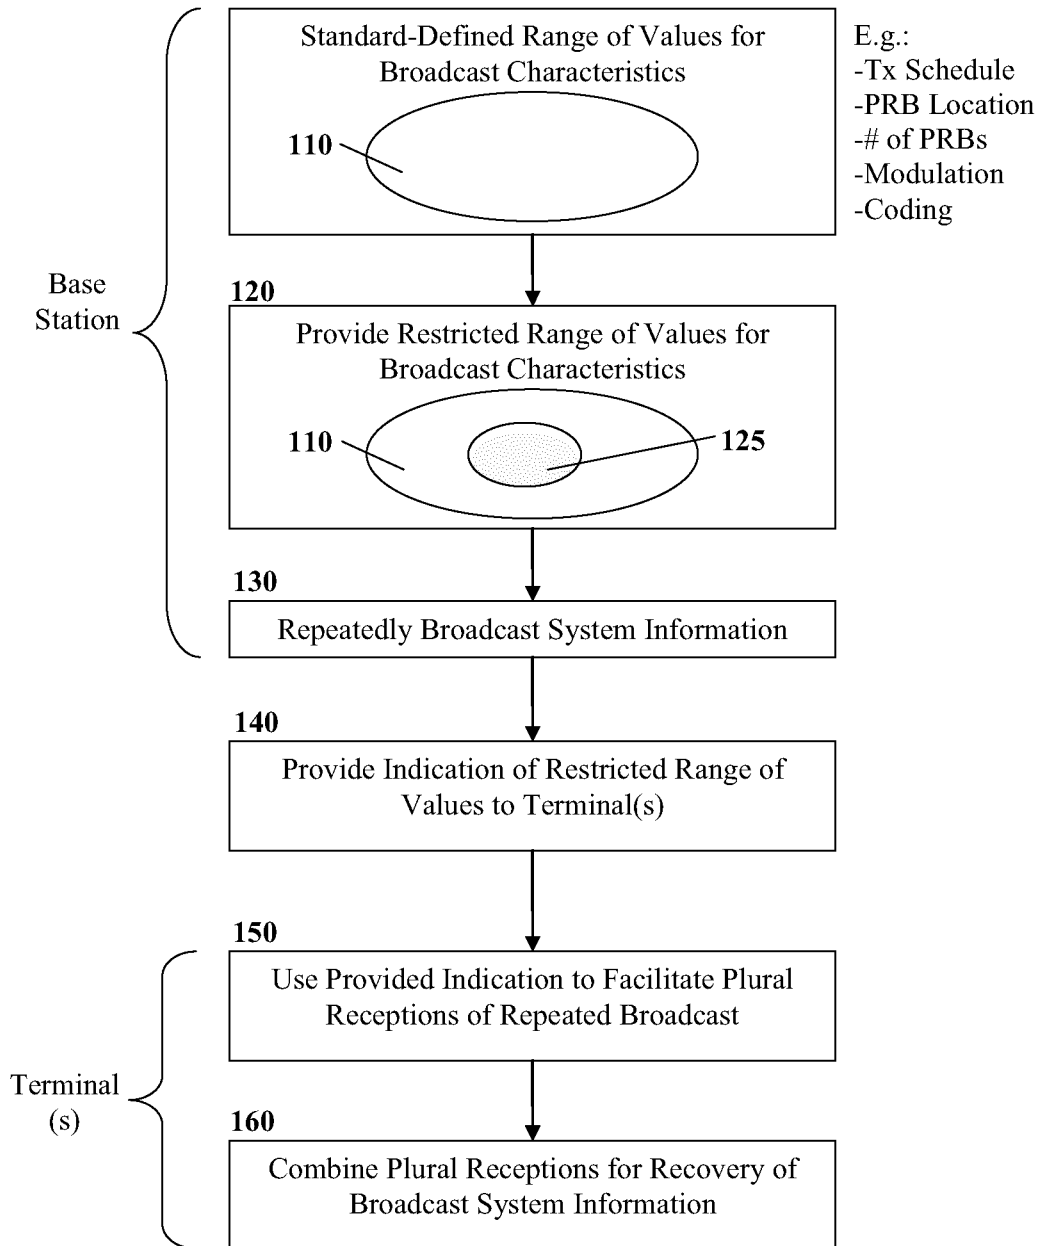 Standard-Defined Range of Values for
Broadcast Characteristics
110
E.g.:
-Tx Schedule
-PRB Location
-# of PRBs
-Modulation
-Coding
Base
Station
120
Provide Restricted Range of Values for
Broadcast Characteristics
110
125
130
Repeatedly Broadcast System Information
140
Provide Indication of Restricted Range of
Values to Terminal(s)
150
Use Provided Indication to Facilitate Plural
Receptions of Repeated Broadcast
Terminal
(s)
160
Combine Plural Receptions for Recovery of
Broadcast System Information